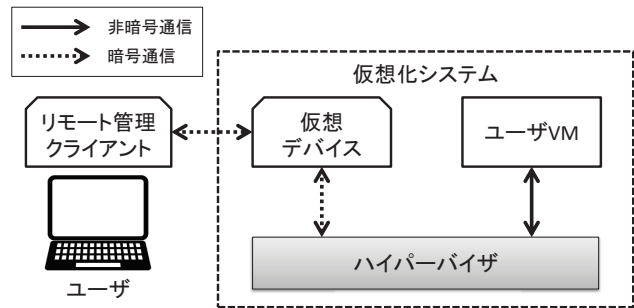 非暗号通信
暗号通信
仮想化システム
リモート管理
クライアント
仮想
デバイス
ユーザVM
ハイパーバイザ
ユーザ